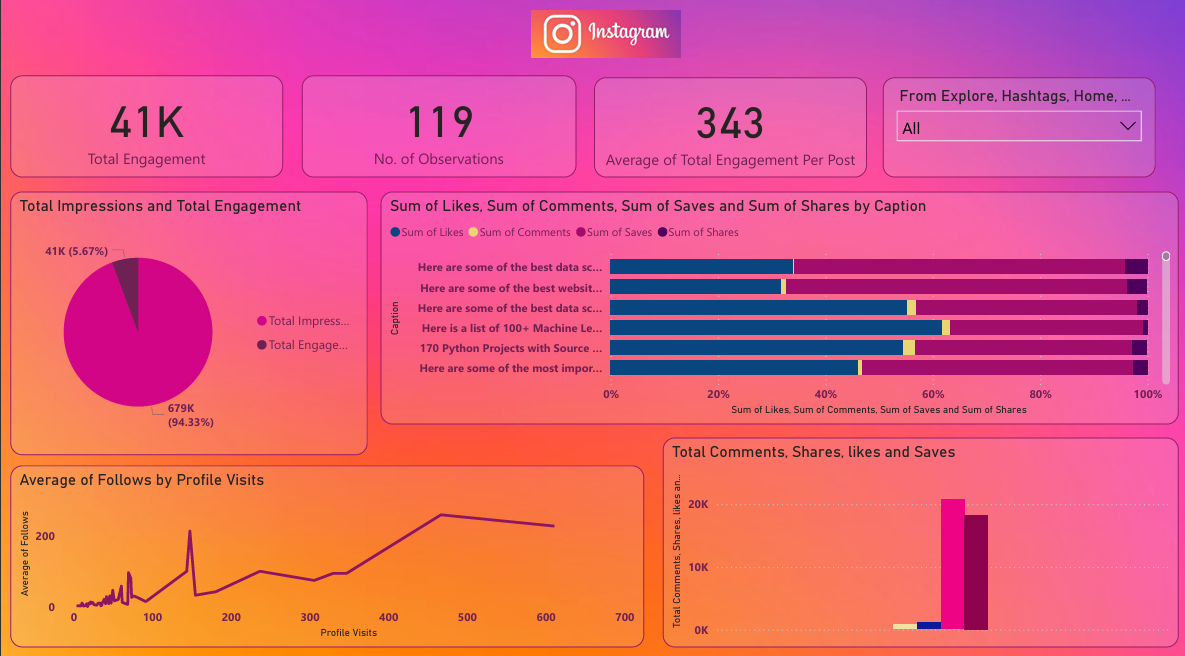 Instagram
41K
Total Engagement
119
No. of Observations
343
Average of Total Engagement Per Post
From Explore, Hashtags, Home, ...
All
Total Impressions and Total Engagement
41K (5.67%)
Total Impress...
Total Engage...
679K
(94.33%)
Sum of Likes, Sum of Comments, Sum of Saves and Sum of Shares by Caption
Sum of Likes Sum of Comments Sum of Saves Sum of Shares
Caption
Here are some of the best data sc...
Here are some of the best websit...
Here are some of the best data sc...
Here is a list of 100+ Machine Le...
170 Python Projects with Source ...
Here are some of the most impor...
0% 20% 40% 60% 80% 100%
Sum of Likes, Sum of Comments, Sum of Saves and Sum of Shares
Average of Follows by Profile Visits
Average of Follows
200
0
0 100 200 300 400 500 600 700
Profile Visits
Total Comments, Shares, likes and Saves
Total Comments, Shares, likes an...
20K
10K
0K